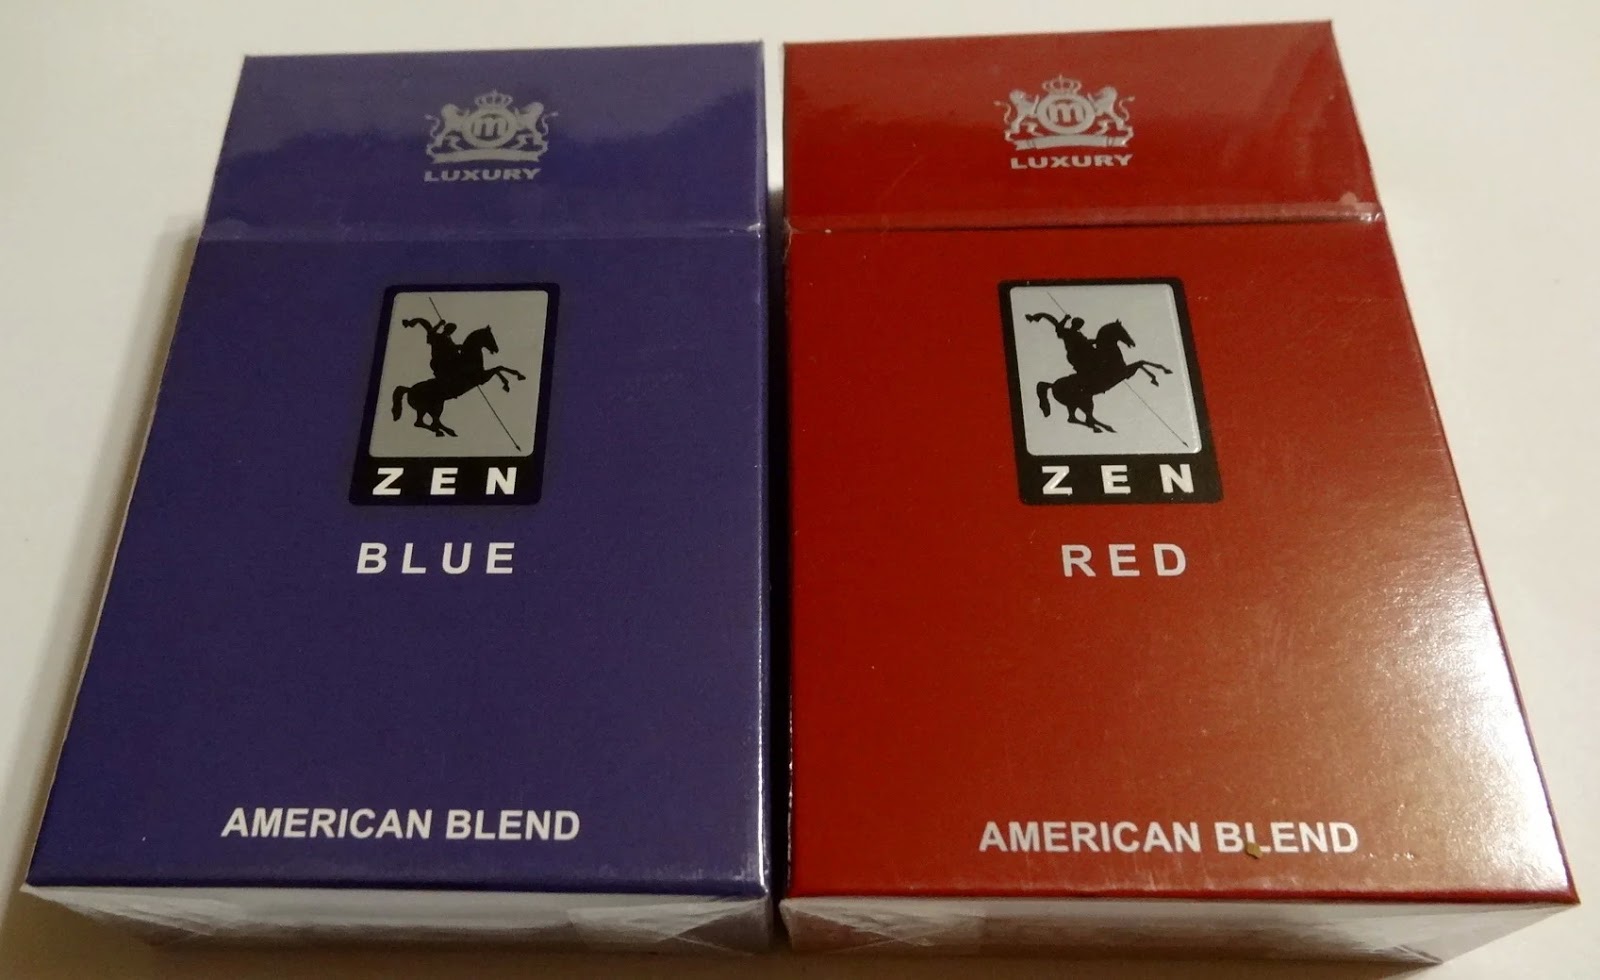 m
LUXURY
ZEN
BLUE
AMERICAN BLEND
m
LUXURY
ZEN
RED
AMERICAN BLEND